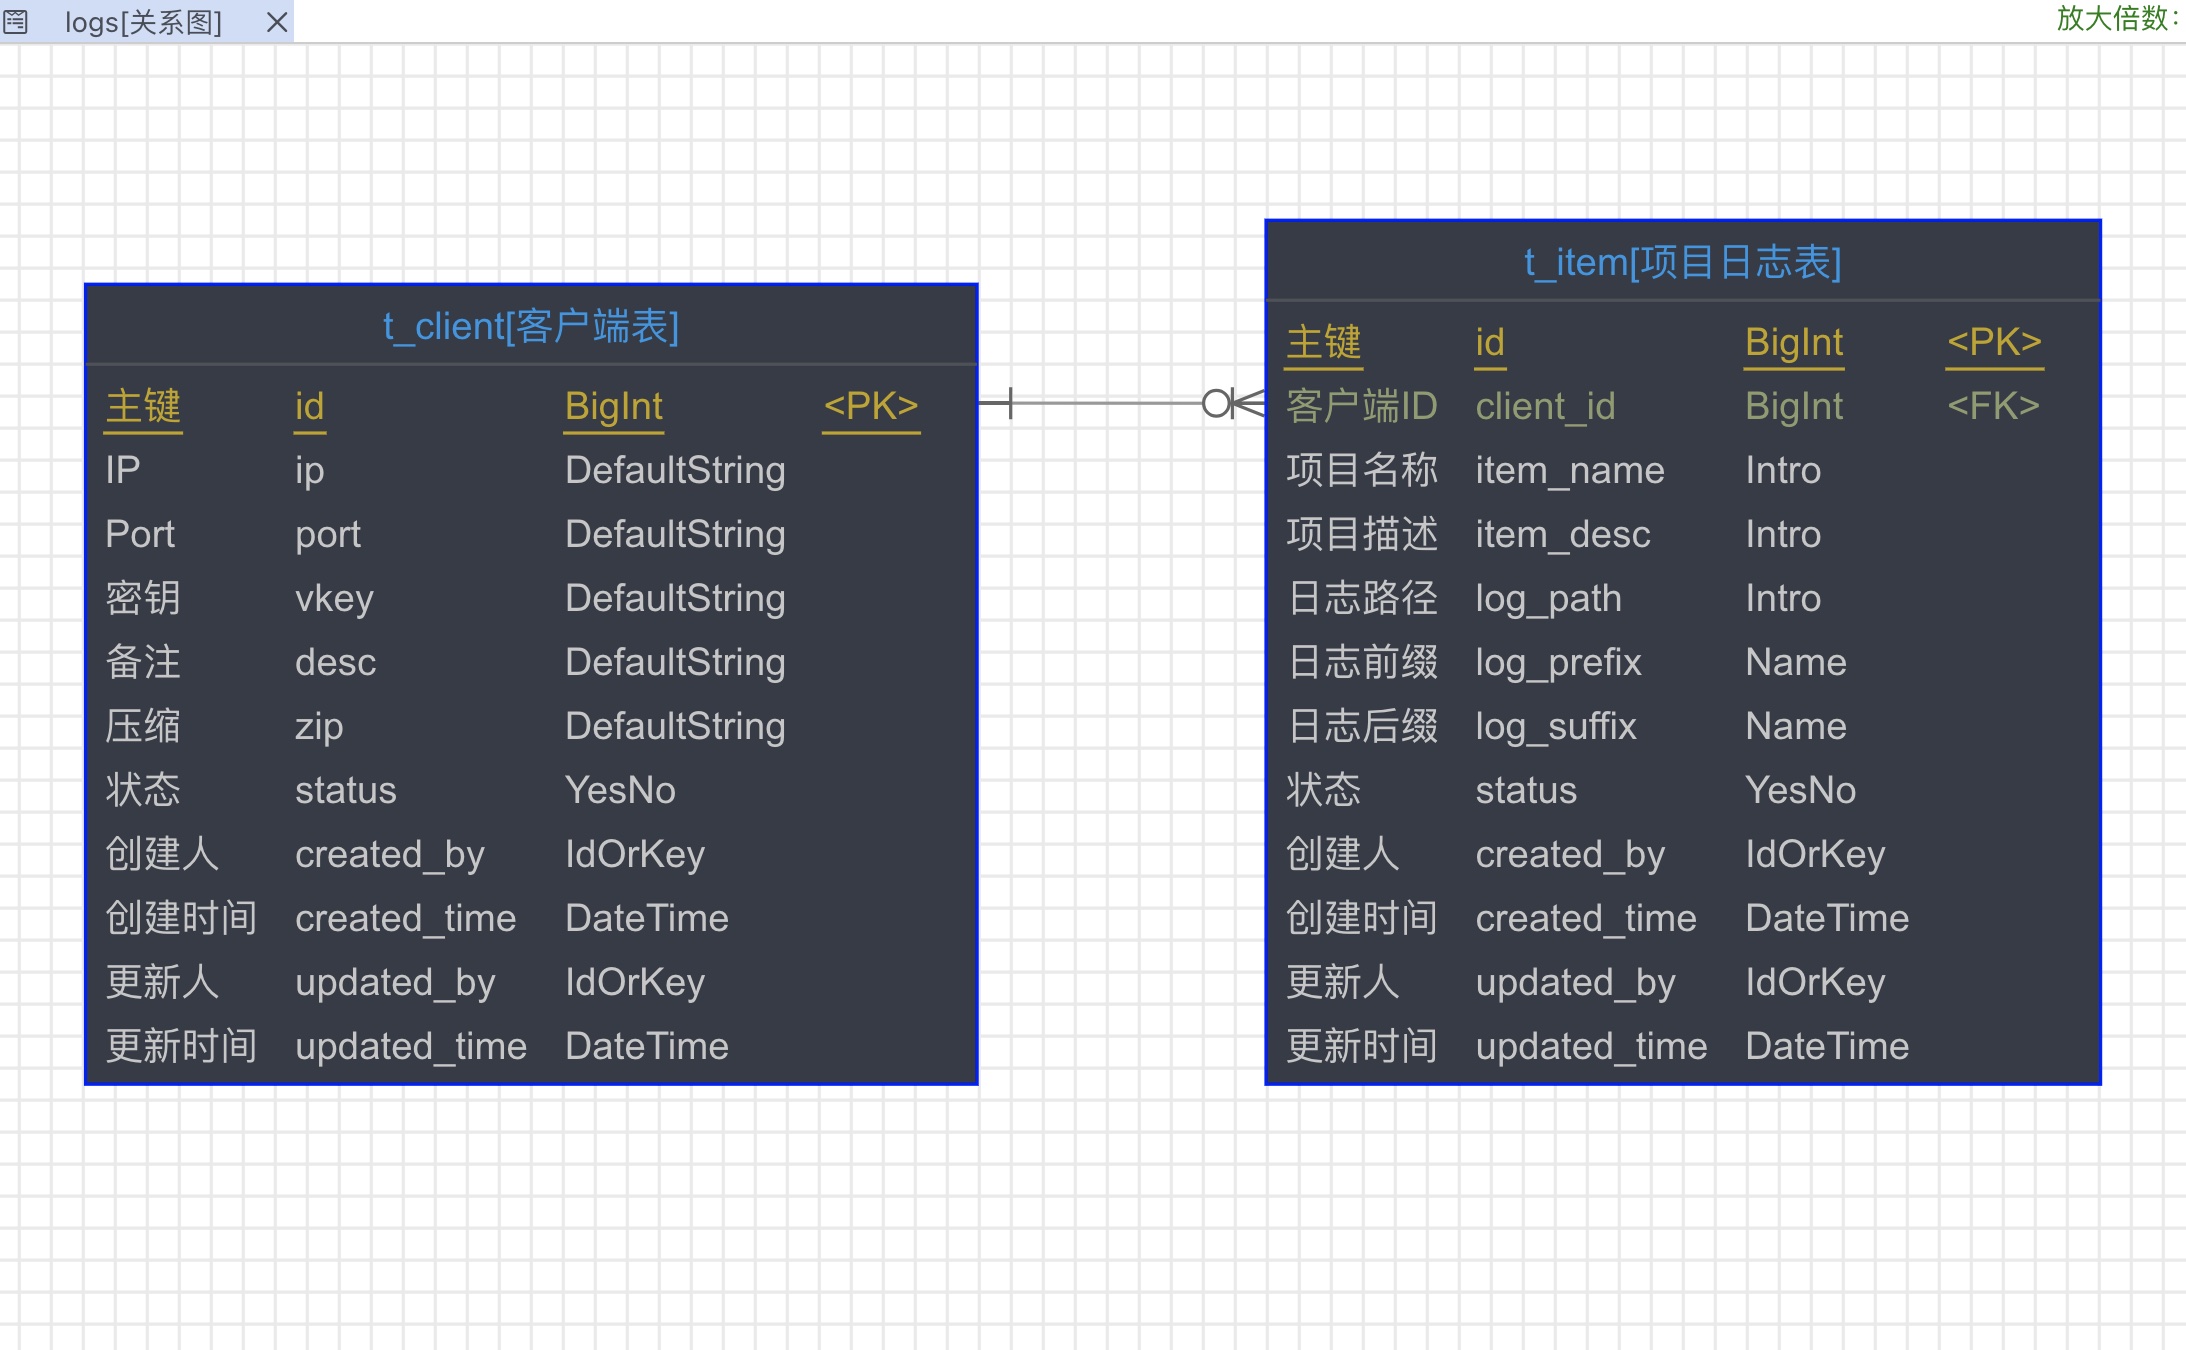 logs[关系图]
放大倍数:
t_client[客户端表]
主键 id BigInt <PK>
IP ip DefaultString
Port port DefaultString
密钥 vkey DefaultString
备注 desc DefaultString
压缩 zip DefaultString
状态 status YesNo
创建人 created_by IdOrKey
创建时间 created_time DateTime
更新人 updated_by IdOrKey
更新时间 updated_time DateTime
t_item[项目日志表]
主键 id BigInt <PK>
客户端ID client_id BigInt <FK>
项目名称 item_name Intro
项目描述 item_desc Intro
日志路径 log_path Intro
日志前缀 log_prefix Name
日志后缀 log_suffix Name
状态 status YesNo
创建人 created_by IdOrKey
创建时间 created_time DateTime
更新人 updated_by IdOrKey
更新时间 updated_time DateTime